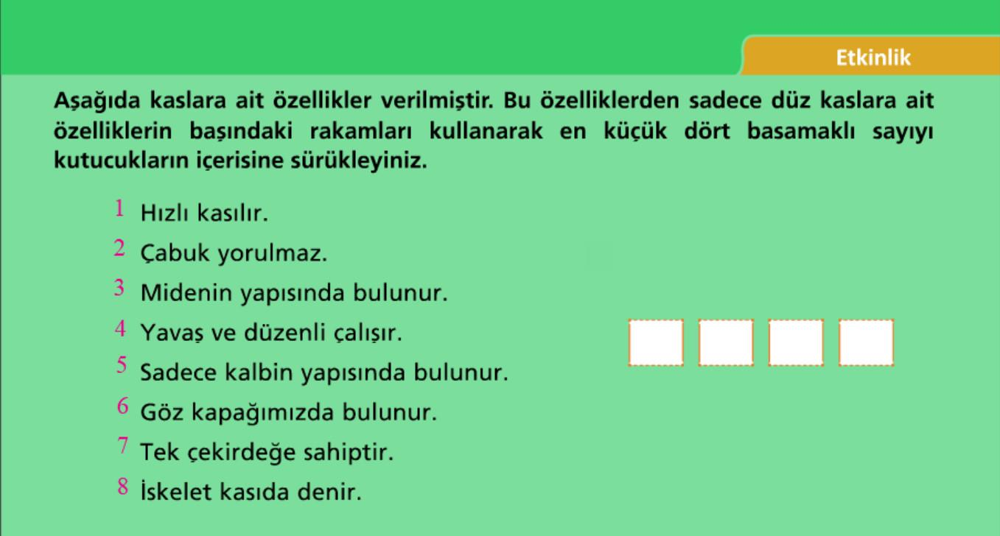 Etkinlik
Aşağıda kaslara ait özellikler verilmiştir. Bu özelliklerden sadece düz kaslara ait
özelliklerin başındaki rakamları kullanarak en küçük dört basamaklı sayıyı
kutucukların içerisine sürükleyiniz.
1 Hızlı kasılır.
2 Çabuk yorulmaz.
3 Midenin yapısında bulunur.
4 Yavaş ve düzenli çalışır.
5 Sadece kalbin yapısında bulunur.
6 Göz kapağımızda bulunur.
7 Tek çekirdeğe sahiptir.
8 İskelet kasıda denir.